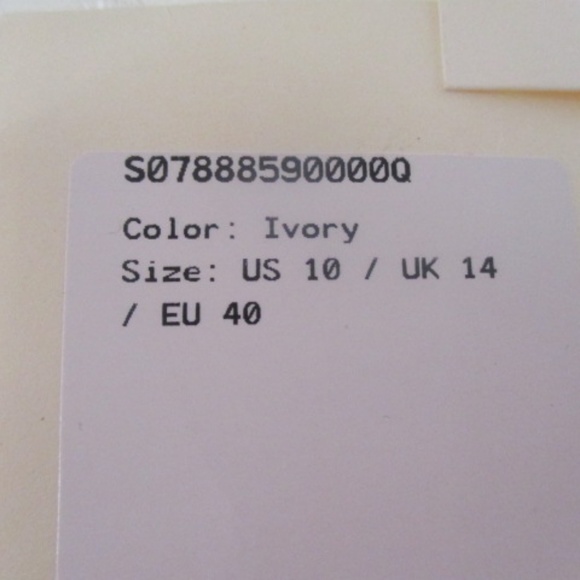 S07888590000Q
Color: Ivory
Size: US 10 / UK 14
/ EU 40